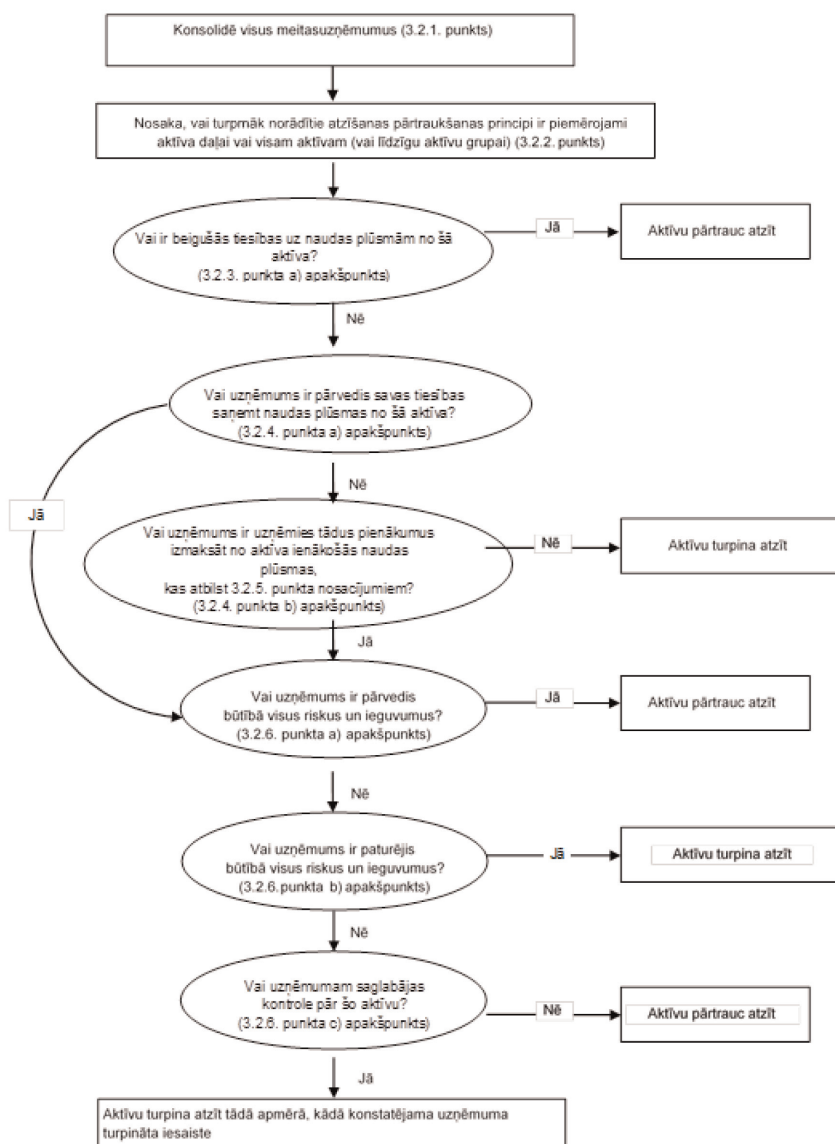 Konsolidē visus meitasuzņēmumus (3.2.1. punkts)
Nosaka, vai turpmāk norādītie atzīšanas pārtraukšanas principi ir piemērojami
aktīva daļai vai visam aktīvam (vai līdzīgu aktīvu grupai) (3.2.2. punkts)
Vai ir beigušās tiesības uz naudas plūsmām no šā
aktīva?
(3.2.3. punkta a) apakšpunkts)
Jā
Aktīvu pārtrauc atzīt
Nē
Vai uzņēmums ir pārvedis savas tiesības
saņemt naudas plūsmas no šā aktīva?
(3.2.4. punkta a) apakšpunkts)
Nē
Jā
Vai uzņēmums ir uzņēmies tādus pienākumus
izmaksāt no aktīva ienākošās naudas
plūsmas,
kas atbilst 3.2.5. punkta nosacījumiem?
(3.2.4. punkta b) apakšpunkts)
Nē
Aktīvu turpina atzīt
Jā
Vai uzņēmums ir pārvedis
būtībā visus riskus un ieguvumus?
(3.2.6. punkta a) apakšpunkts)
Jā
Aktīvu pārtrauc atzīt
Nē
Vai uzņēmums ir paturējis
būtībā visus riskus un ieguvumus?
(3.2.6. punkta b) apakšpunkts)
Jā
Aktīvu turpina atzīt
Nē
Vai uzņēmumam saglabājas
kontrole pār šo aktīvu?
(3.2.6. punkta c) apakšpunkts)
Nē
Aktīvu pārtrauc atzīt
Jā
Aktīvu turpina atzīt tādā apmērā, kādā konstatējama uzņēmuma
turpināta iesaiste